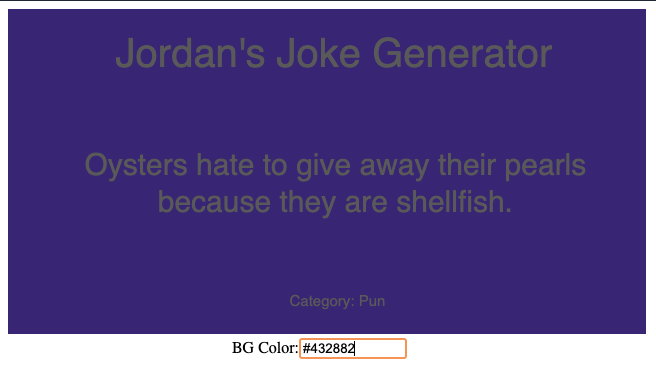 Jordan's Joke Generator
Oysters hate to give away their pearls
because they are shellfish.
Category: Pun
BG Color: #432882